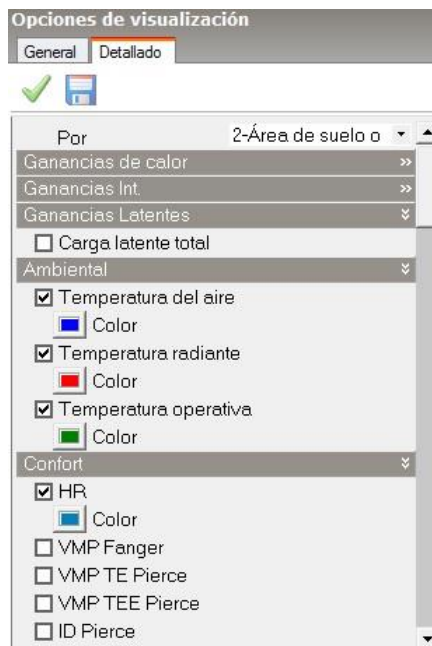 Opciones de visualización
General Detallado
Por 2-Área de suelo o
Ganancias de calor
Ganancias Int.
Ganancias Latentes
Carga latente total
Ambiental
Temperatura del aire
Color
Temperatura radiante
Color
Temperatura operativa
Color
Confort
HR
Color
VMP Fanger
VMP TE Pierce
VMP TEE Pierce
ID Pierce